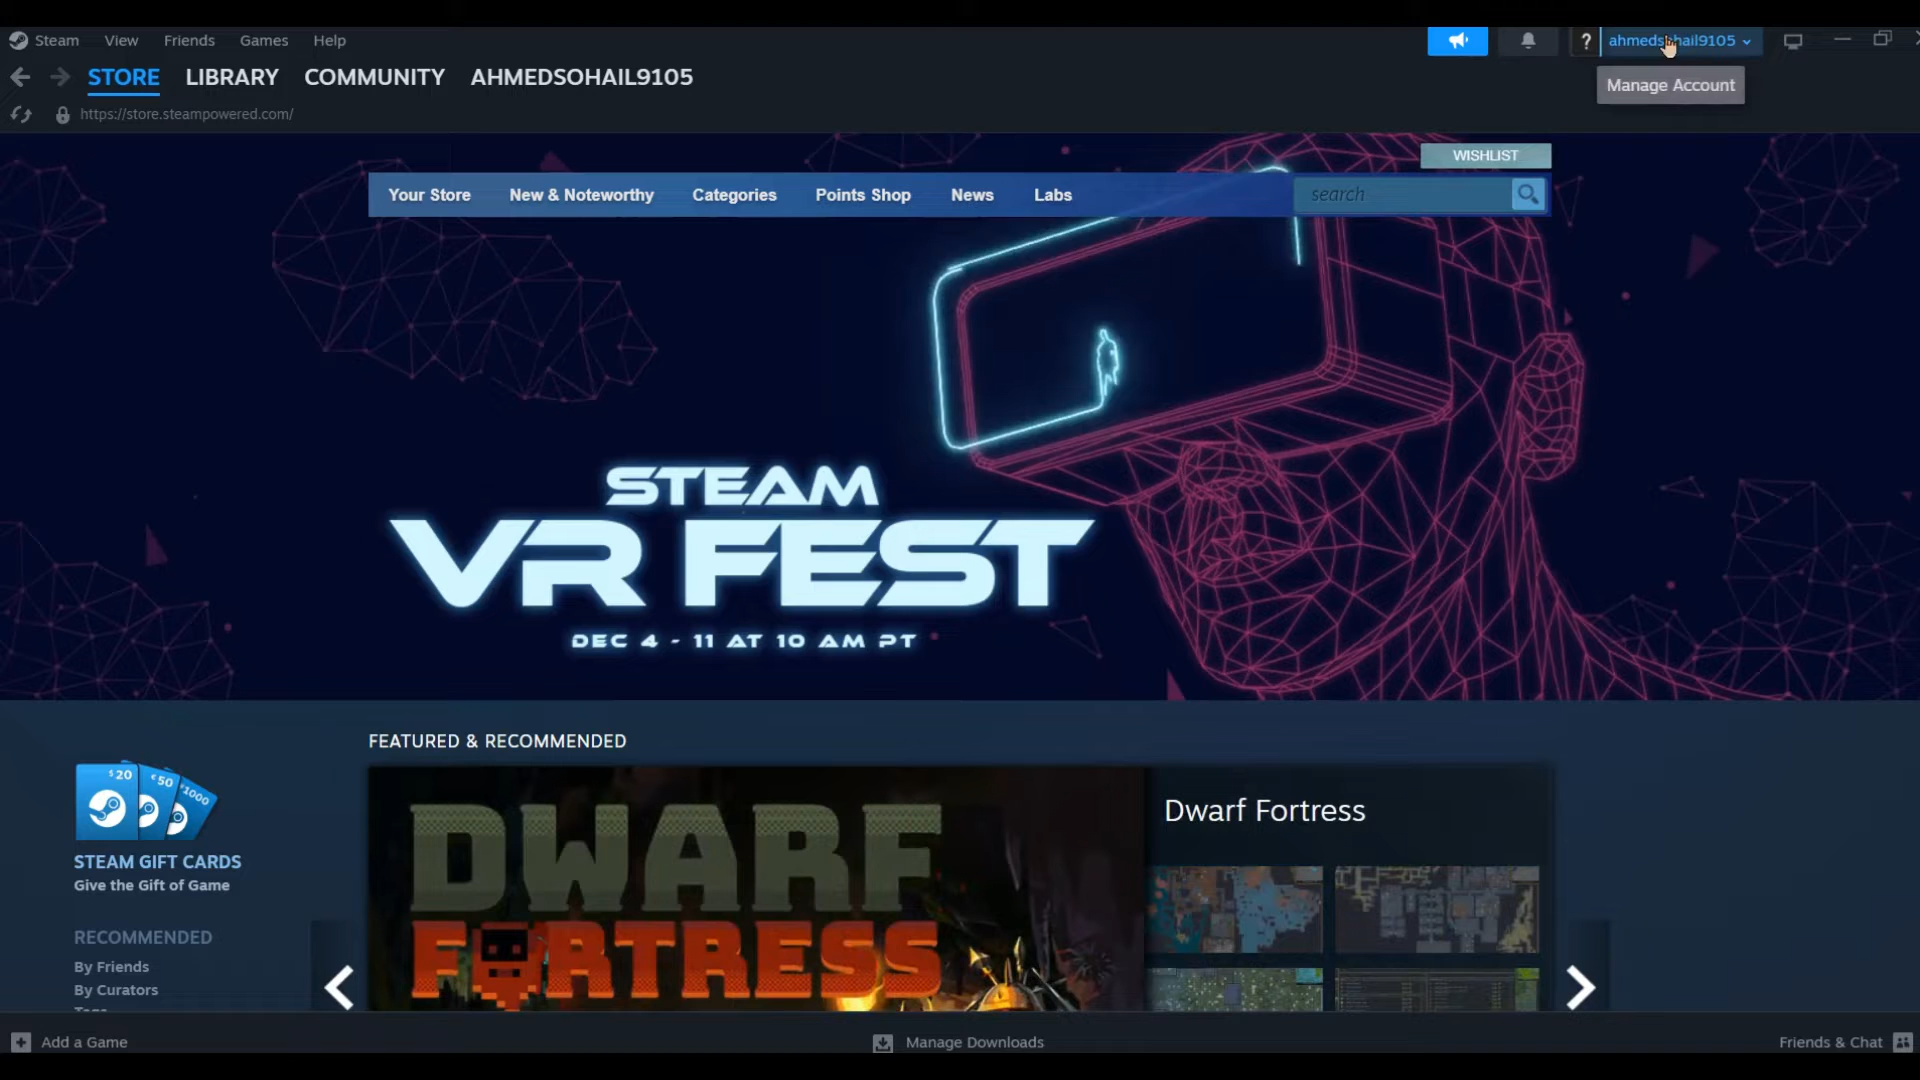 Steam View Friends Games Help
? ahmedsohail9105
STORE LIBRARY COMMUNITY AHMEDSOHAIL9105
Manage Account
https://store.steampowered.com/
WISHLIST
Your Store New & Noteworthy Categories Points Shop News Labs search
STEAM
VR FEST
DEC 4 - 11 AT 10 AM PT
FEATURED & RECOMMENDED
$20 €50 ¥1000
STEAM GIFT CARDS
Give the Gift of Game
RECOMMENDED
By Friends
By Curators
Tags
DWARF
FORTRESS
Dwarf Fortress
Add a Game Manage Downloads Friends & Chat